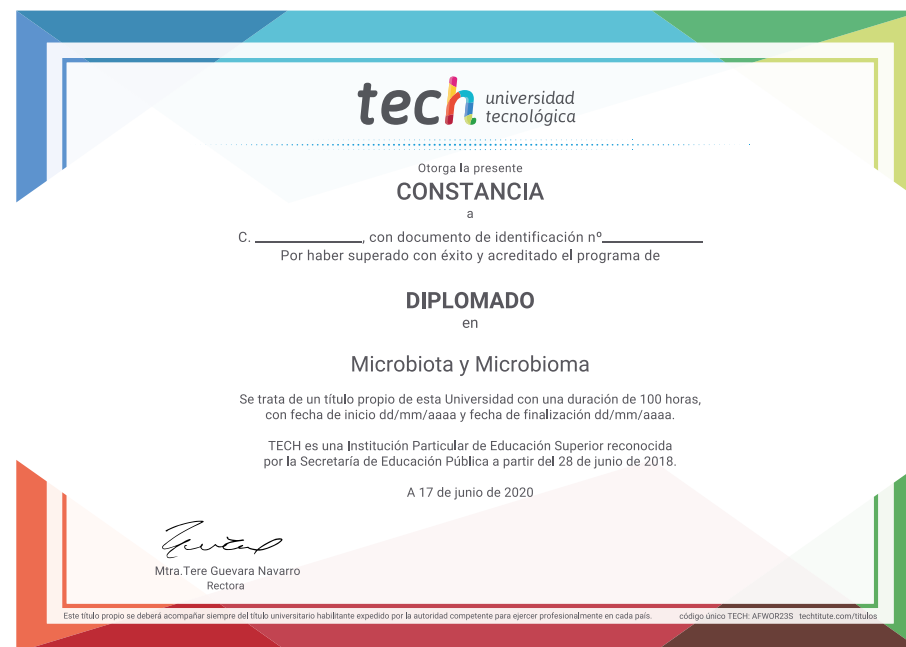 tech universidad
tecnológica
Otorga la presente
CONSTANCIA
a
C. ____________, con documento de identificación nº____________
Por haber superado con éxito y acreditado el programa de
DIPLOMADO
en
Microbiota y Microbioma
Se trata de un título propio de esta Universidad con una duración de 100 horas,
con fecha de inicio dd/mm/aaaa y fecha de finalización dd/mm/aaaa.
TECH es una Institución Particular de Educación Superior reconocida
por la Secretaría de Educación Pública a partir del 28 de junio de 2018.
A 17 de junio de 2020
Mtra.Tere Guevara Navarro
Rectora
Este título propio se deberá acompañar siempre del título universitario habilitante expedido por la autoridad competente para ejercer profesionalmente en cada país. código único TECH: AFWOR23S techtitute.com/titulos